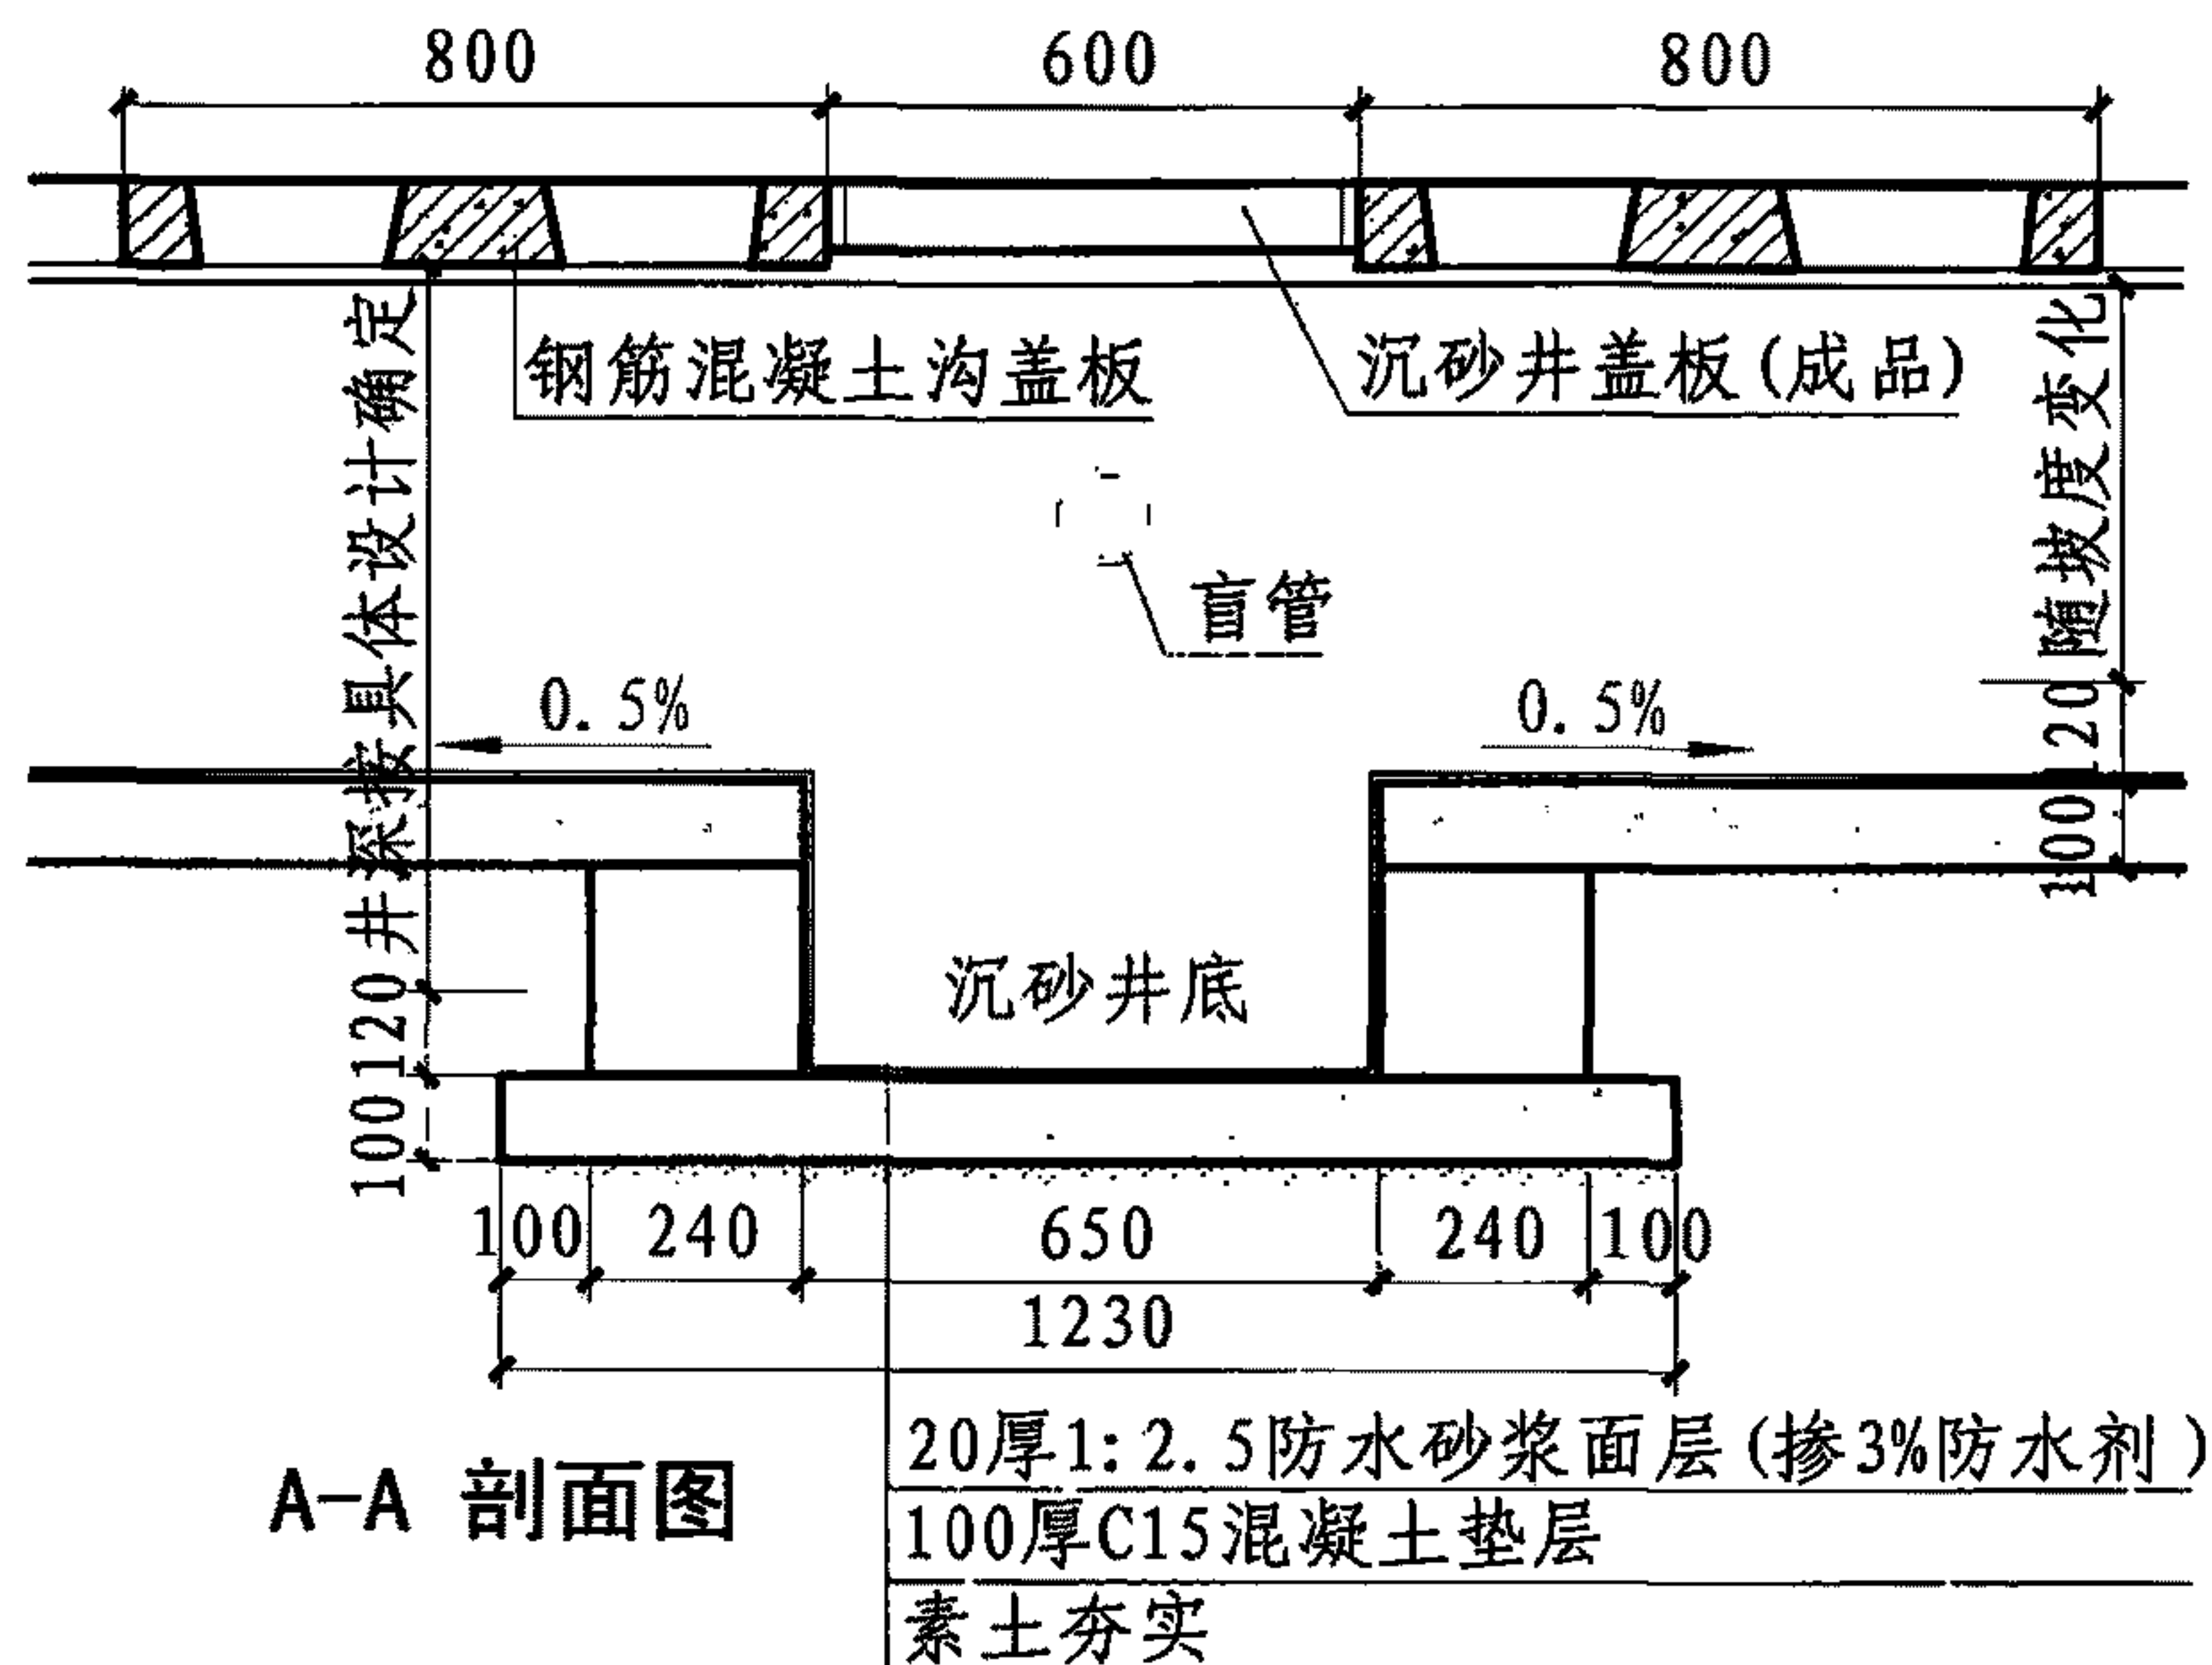 800 600 800
钢筋混凝土沟盖板
沉砂井盖板(成品)
盲管
0.5% 0.5%
井深按具体设计确定
120
100
随坡度变化
120
100
沉砂井底
100 240 650 240 100
1230
20厚1:2.5防水砂浆面层(掺3%防水剂)
100厚C15混凝土垫层
素土夯实
A-A 剖面图